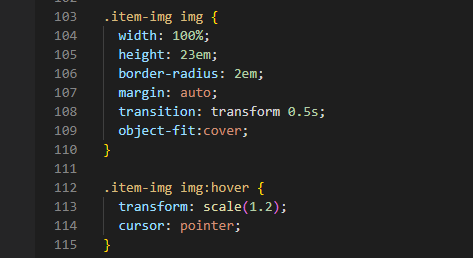 103 .item-img img {
104 width: 100%;
105 height: 23em;
106 border-radius: 2em;
107 margin: auto;
108 transition: transform 0.5s;
109 object-fit:cover;
110 }
111
112 .item-img img:hover {
113 transform: scale(1.2);
114 cursor: pointer;
115 }